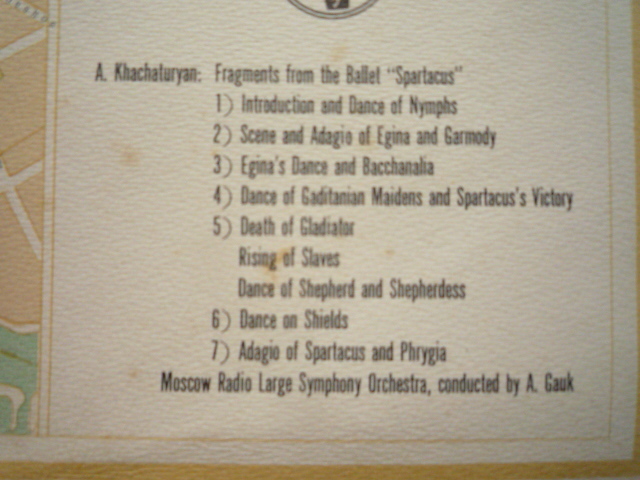 A. Khachaturyan: Fragments from the Ballet "Spartacus"
1) Introduction and Dance of Nymphs
2) Scene and Adagio of Egina and Garmody
3) Egina's Dance and Bacchanalia
4) Dance of Gaditanian Maidens and Spartacus's Victory
5) Death of Gladiator
Rising of Slaves
Dance of Shepherd and Shepherdess
6) Dance on Shields
7) Adagio of Spartacus and Phrygia
Moscow Radio Large Symphony Orchestra, conducted by A. Gauk